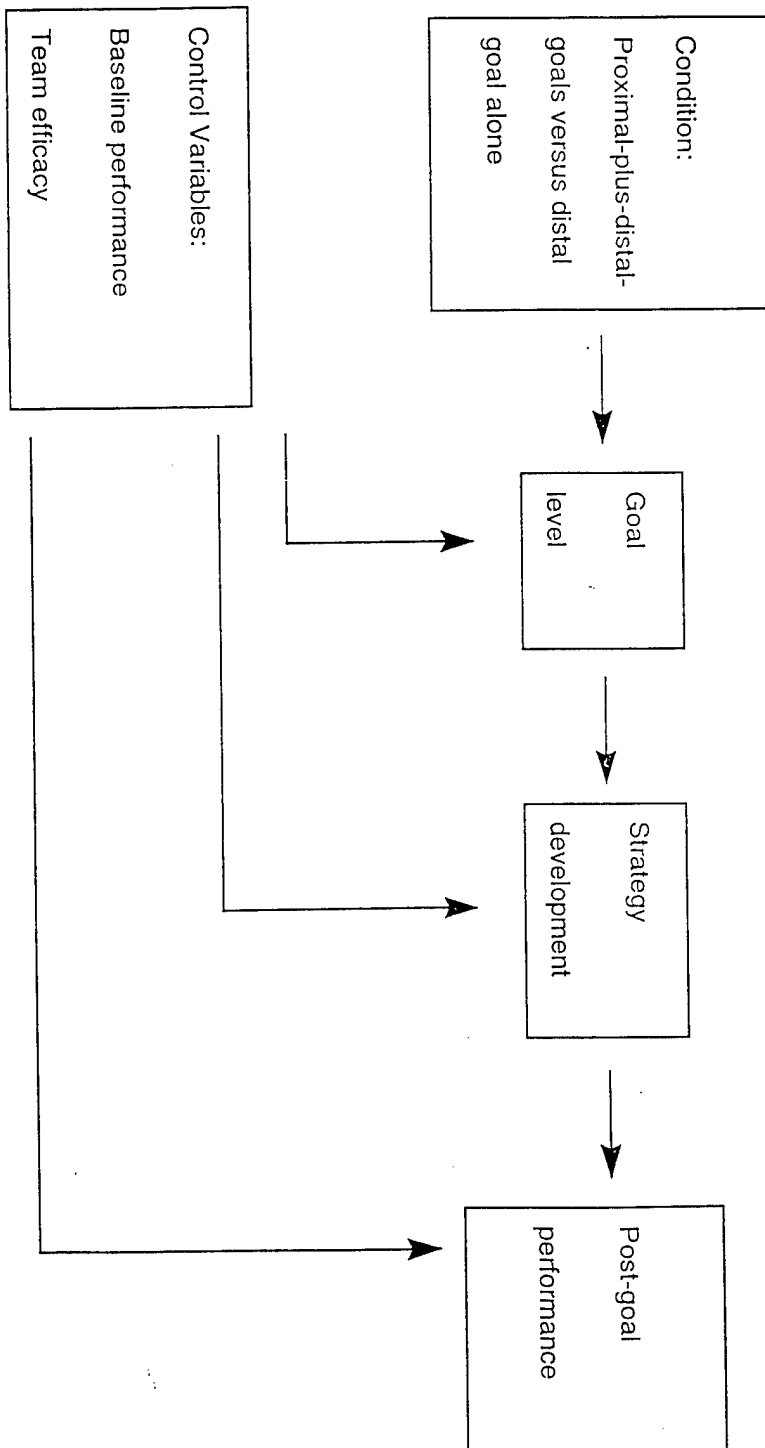 Condition:
Proximal-plus-distal-
goals versus distal
goal alone
Goal
level
Strategy
development
Post-goal
performance
Control Variables:
Baseline performance
Team efficacy